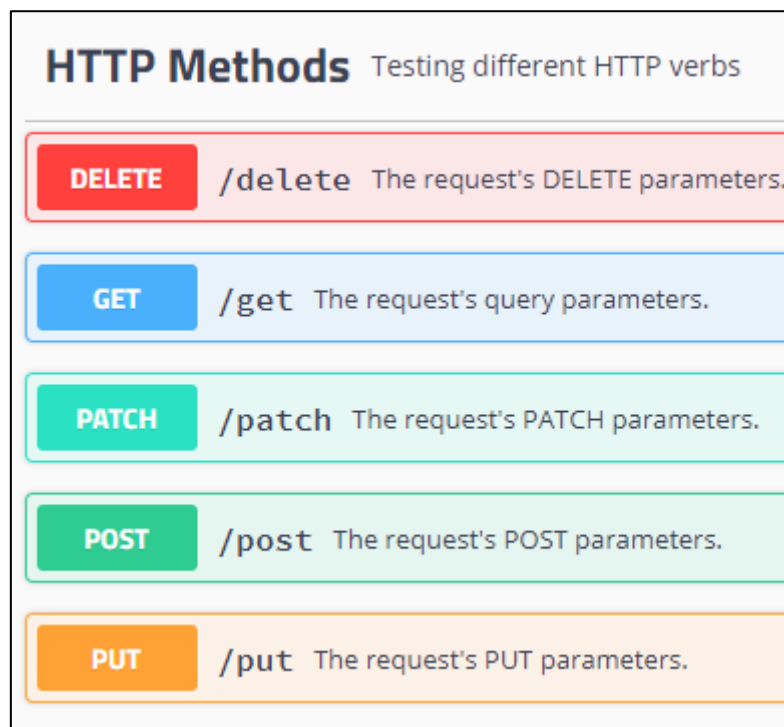 HTTP Methods Testing different HTTP verbs
DELETE /delete The request's DELETE parameters.
GET /get The request's query parameters.
PATCH /patch The request's PATCH parameters.
POST /post The request's POST parameters.
PUT /put The request's PUT parameters.